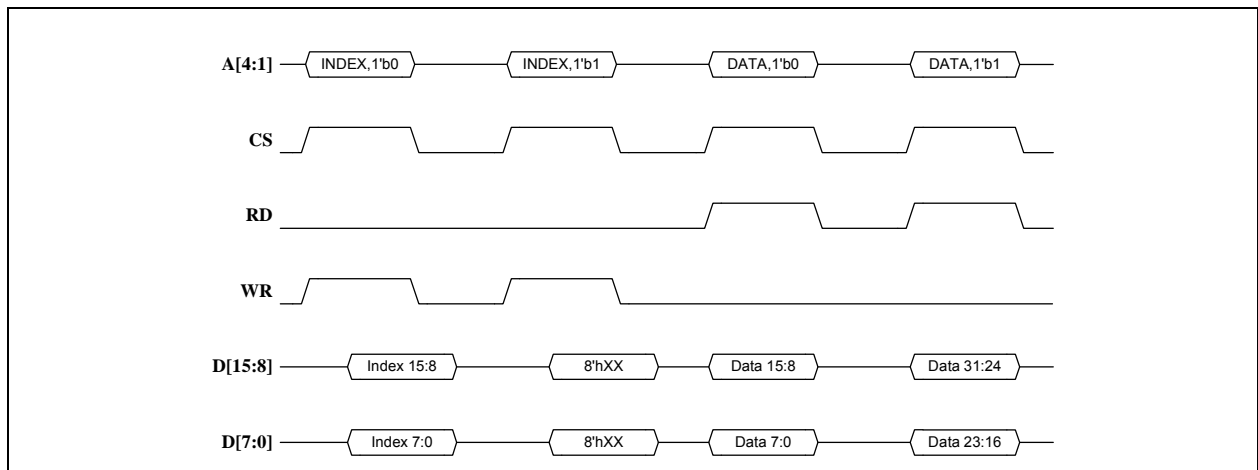 A[4:1] INDEX,1'b0 INDEX,1'b1 DATA,1'b0 DATA,1'b1
CS
RD
WR
D[15:8] Index 15:8 8'hXX Data 15:8 Data 31:24
D[7:0] Index 7:0 8'hXX Data 7:0 Data 23:16